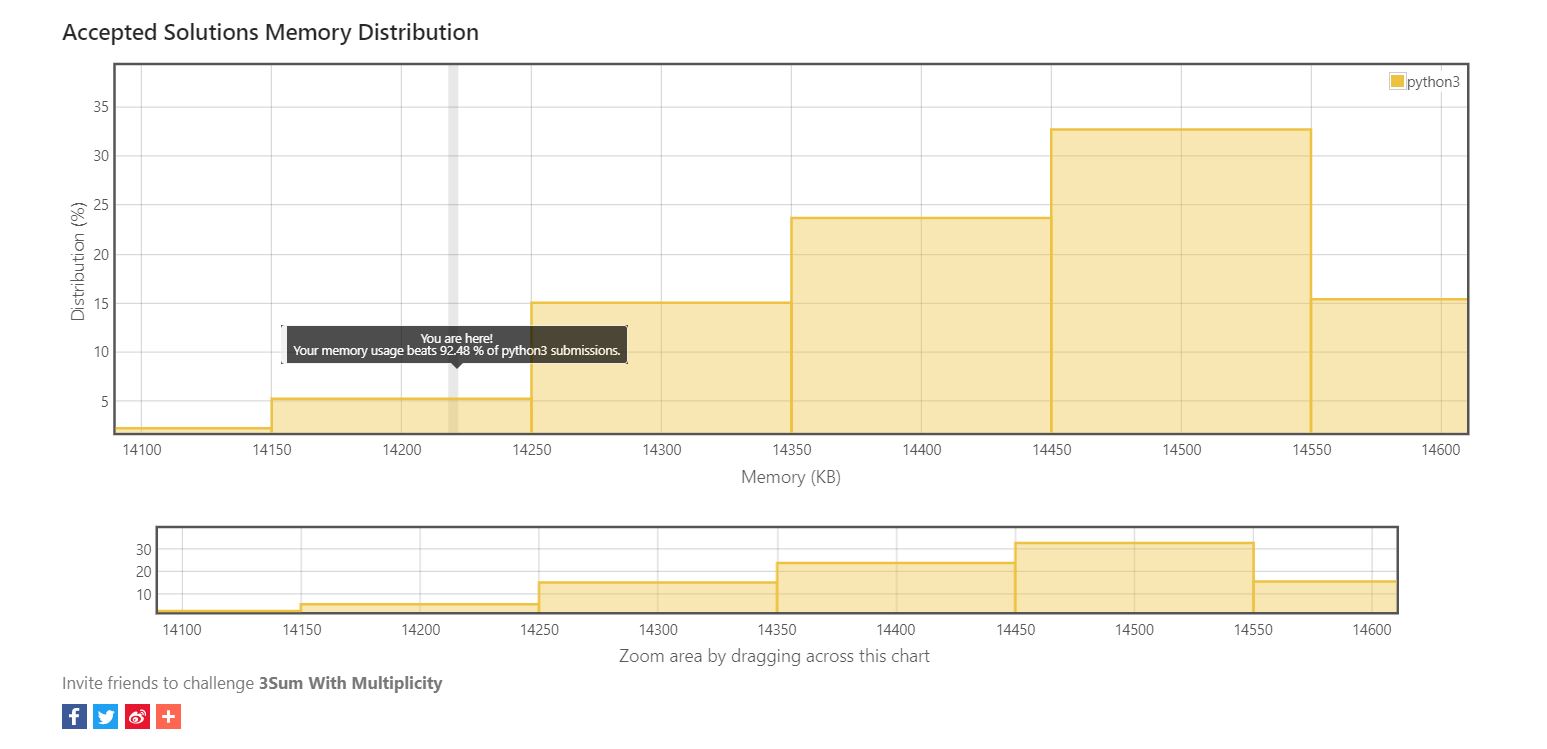 Accepted Solutions Memory Distribution
python3
35
30
25
20
15
10
5
Distribution (%)
You are here!
Your memory usage beats 92.48 % of python3 submissions.
14100 14150 14200 14250 14300 14350 14400 14450 14500 14550 14600
Memory (KB)
30
20
10
14100 14150 14200 14250 14300 14350 14400 14450 14500 14550 14600
Zoom area by dragging across this chart
Invite friends to challenge 3Sum With Multiplicity